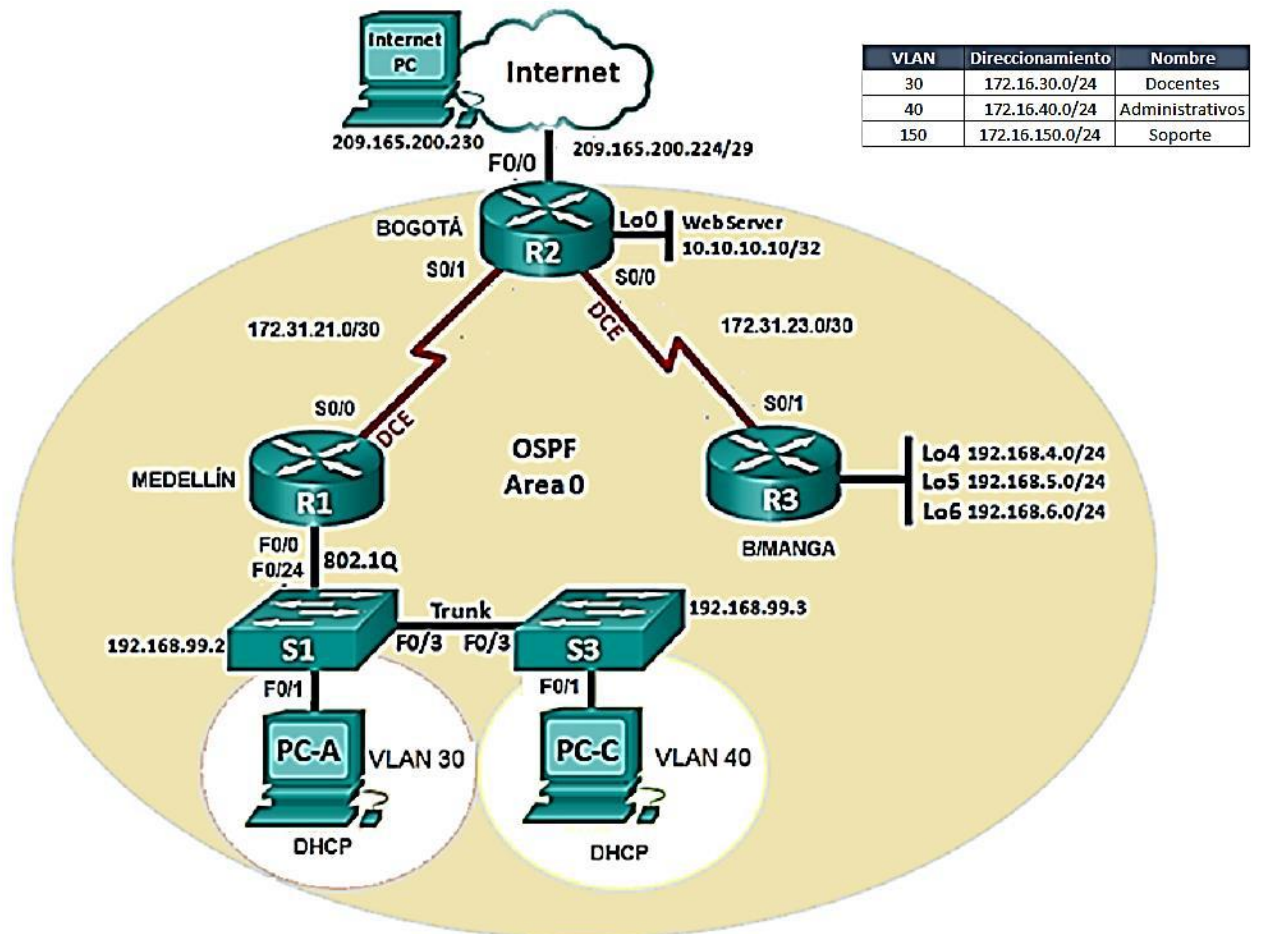 Internet
PC
Internet
209.165.200.230
F0/0
209.165.200.224/29
VLAN Direccionamiento Nombre
30 172.16.30.0/24 Docentes
40 172.16.40.0/24 Administrativos
150 172.16.150.0/24 Soporte
BOGOTÁ
R2
Lo0
Web Server
10.10.10.10/32
S0/1
S0/0
DCE
172.31.21.0/30
172.31.23.0/30
S0/0
DCE
S0/1
MEDELLÍN
R1
OSPF
Area 0
R3
B/MANGA
Lo4 192.168.4.0/24
Lo5 192.168.5.0/24
Lo6 192.168.6.0/24
F0/0
F0/24
802.1Q
192.168.99.2
S1
Trunk
F0/3 F0/3
S3
192.168.99.3
F0/1
F0/1
PC-A
VLAN 30
DHCP
PC-C
VLAN 40
DHCP